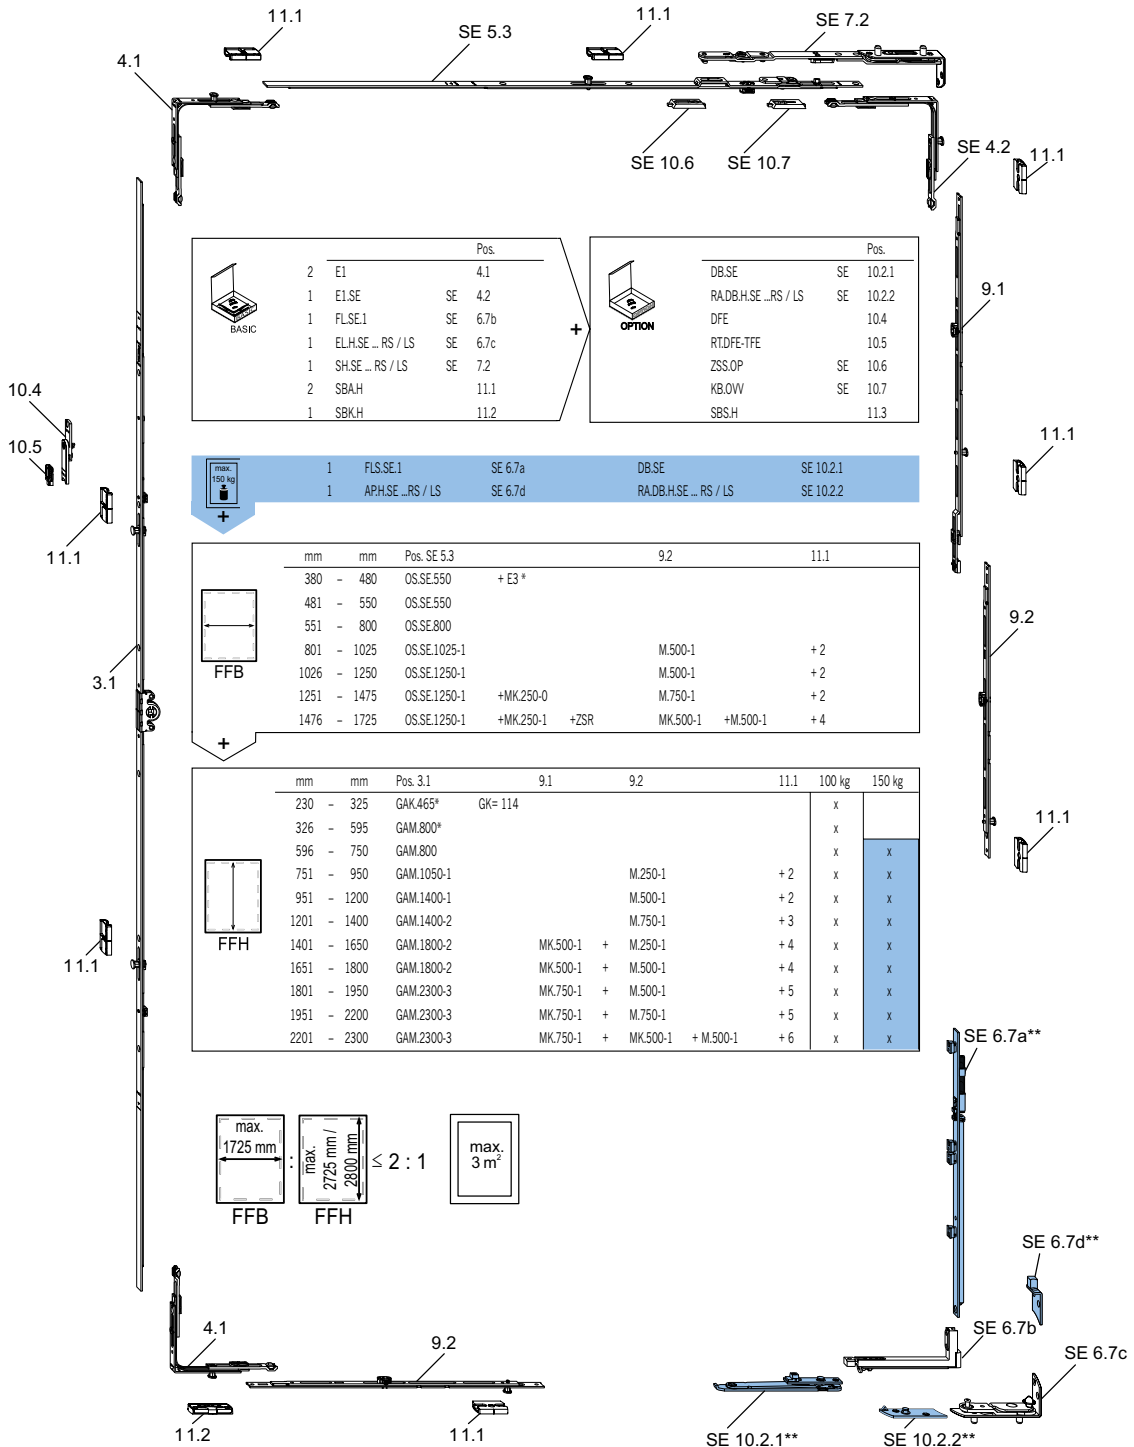 11.1
11.1
SE 7.2
SE 5.3
4.1
SE 10.6
SE 10.7
SE 4.2
11.1
Pos.
2 E1 4.1
1 E1.SE SE 4.2
1 FL.SE.1 SE 6.7b
1 EL.H.SE ... RS / LS SE 6.7c
1 SH.SE ... RS / LS SE 7.2
2 SBA.H 11.1
1 SBK.H 11.2
BASIC
+
Pos.
DB.SE SE 10.2.1
RA.DB.H.SE ...RS / LS SE 10.2.2
DFE 10.4
RT.DFE-TFE 10.5
ZSS.OP SE 10.6
KB.OVV SE 10.7
SBS.H 11.3
OPTION
9.1
10.4
10.5
11.1
11.1
max.
150 kg
+
1 FLS.SE.1 SE 6.7a DB.SE SE 10.2.1
1 AP.H.SE ...RS / LS SE 6.7d RA.DB.H.SE ... RS / LS SE 10.2.2
mm mm Pos. SE 5.3 9.2 11.1
380 – 480 OS.SE.550 + E3 *
481 – 550 OS.SE.550
551 – 800 OS.SE.800
801 – 1025 OS.SE.1025-1 M.500-1 + 2
1026 – 1250 OS.SE.1250-1 M.500-1 + 2
1251 – 1475 OS.SE.1250-1 +MK.250-0 M.750-1 + 2
1476 – 1725 OS.SE.1250-1 +MK.250-1 +ZSR MK.500-1 +M.500-1 + 4
FFB
+
9.2
3.1
mm mm Pos. 3.1 9.1 9.2 11.1 100 kg 150 kg
230 – 325 GAK.465* GK= 114 x
326 – 595 GAM.800* x
596 – 750 GAM.800 x x
751 – 950 GAM.1050-1 M.250-1 + 2 x x
951 – 1200 GAM.1400-1 M.500-1 + 2 x x
1201 – 1400 GAM.1400-2 M.750-1 + 3 x x
1401 – 1650 GAM.1800-2 MK.500-1 + M.250-1 + 4 x x
1651 – 1800 GAM.1800-2 MK.500-1 + M.500-1 + 4 x x
1801 – 1950 GAM.2300-3 MK.750-1 + M.500-1 + 5 x x
1951 – 2200 GAM.2300-3 MK.750-1 + M.750-1 + 5 x x
2201 – 2300 GAM.2300-3 MK.750-1 + MK.500-1 + M.500-1 + 6 x x
FFH
11.1
11.1
SE 6.7a**
max.
1725 mm
FFB
:
max.
2725 mm /
2800 mm
FFH
≤ 2 : 1
max.
3 m²
SE 6.7d**
SE 6.7b
SE 6.7c
4.1
9.2
11.2
11.1
SE 10.2.1**
SE 10.2.2**